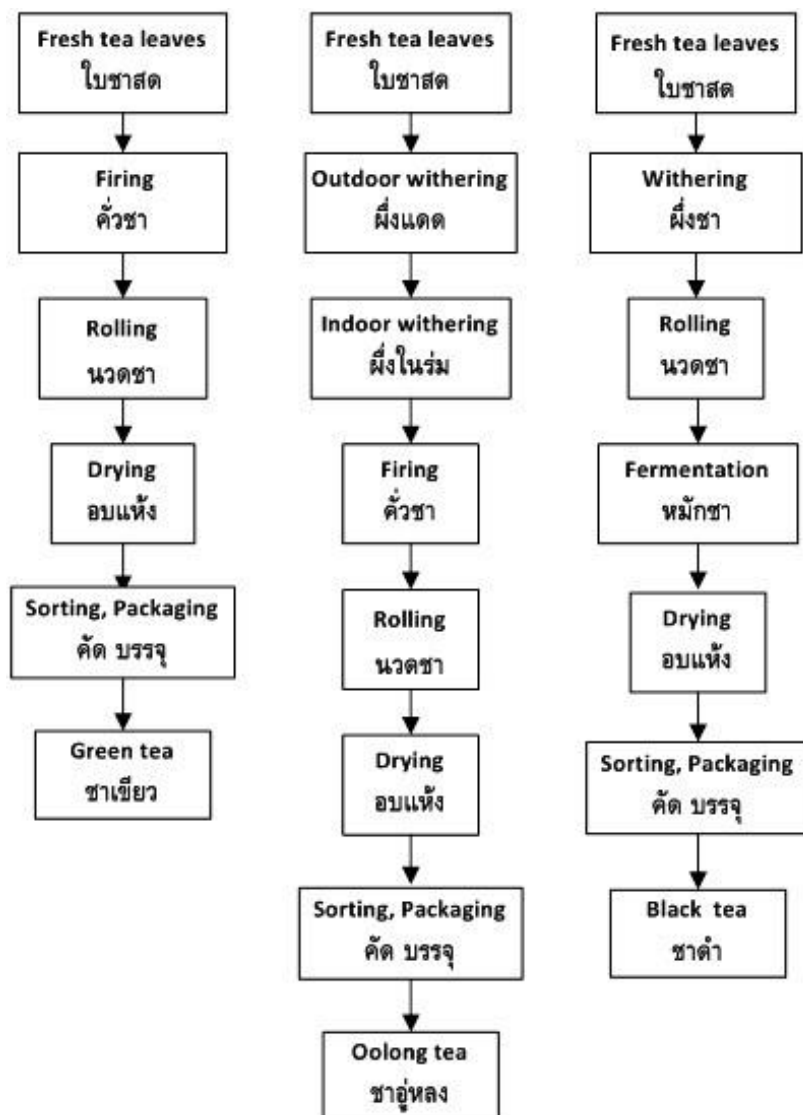 Fresh tea leaves
ใบชาสด
Firing
คั่วชา
Rolling
นวดชา
Drying
อบแห้ง
Sorting, Packaging
คัด บรรจุ
Green tea
ชาเขียว
Fresh tea leaves
ใบชาสด
Outdoor withering
ผึ่งแดด
Indoor withering
ผึ่งในร่ม
Firing
คั่วชา
Rolling
นวดชา
Drying
อบแห้ง
Sorting, Packaging
คัด บรรจุ
Oolong tea
ชาอู่หลง
Fresh tea leaves
ใบชาสด
Withering
ผึ่งชา
Rolling
นวดชา
Fermentation
หมักชา
Drying
อบแห้ง
Sorting, Packaging
คัด บรรจุ
Black tea
ชาดำ